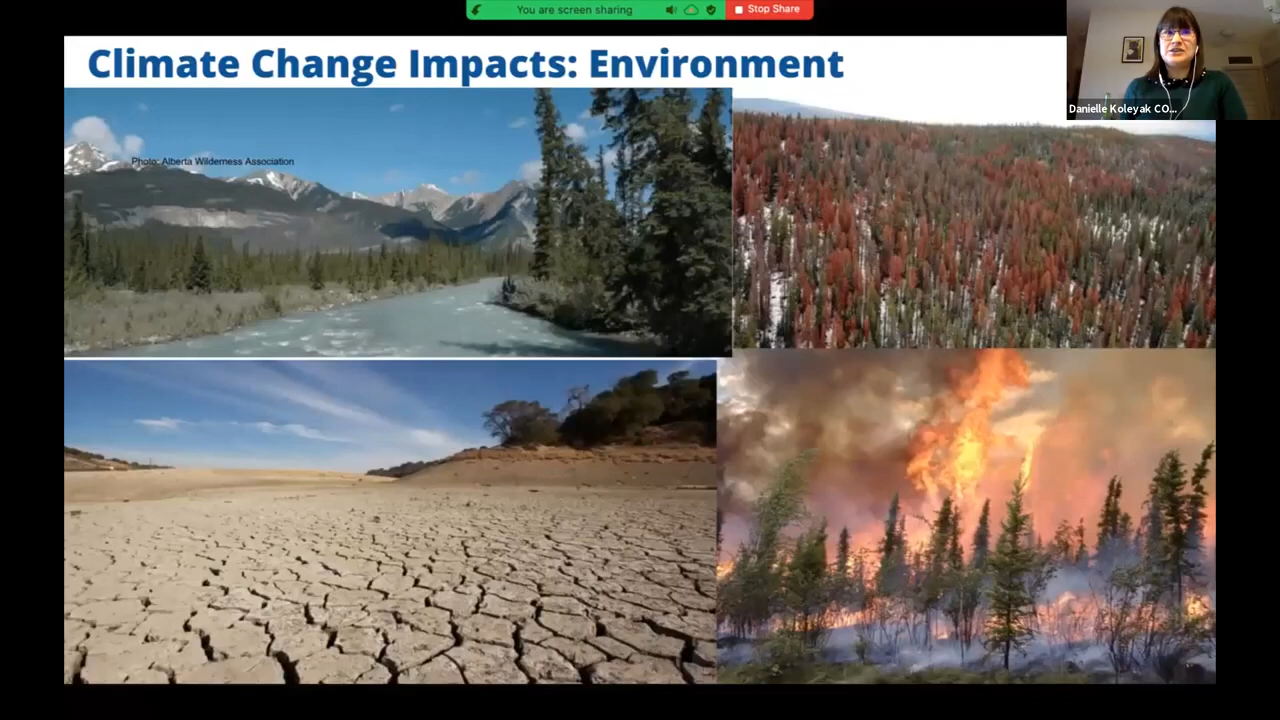 You are screen sharing
Stop Share
Climate Change Impacts: Environment
Danielle Koleyak CO...
Photo: Alberta Wilderness Association